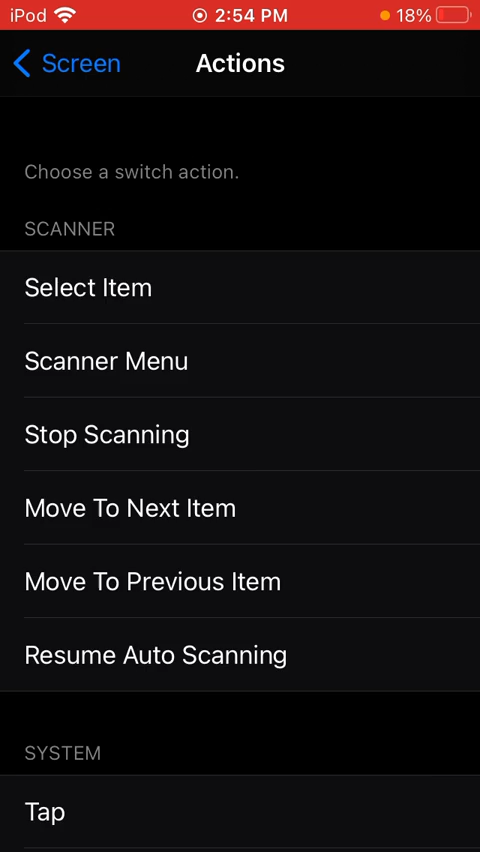 iPod 2:54 PM 18%
Screen Actions
Choose a switch action.
SCANNER
Select Item
Scanner Menu
Stop Scanning
Move To Next Item
Move To Previous Item
Resume Auto Scanning
SYSTEM
Tap